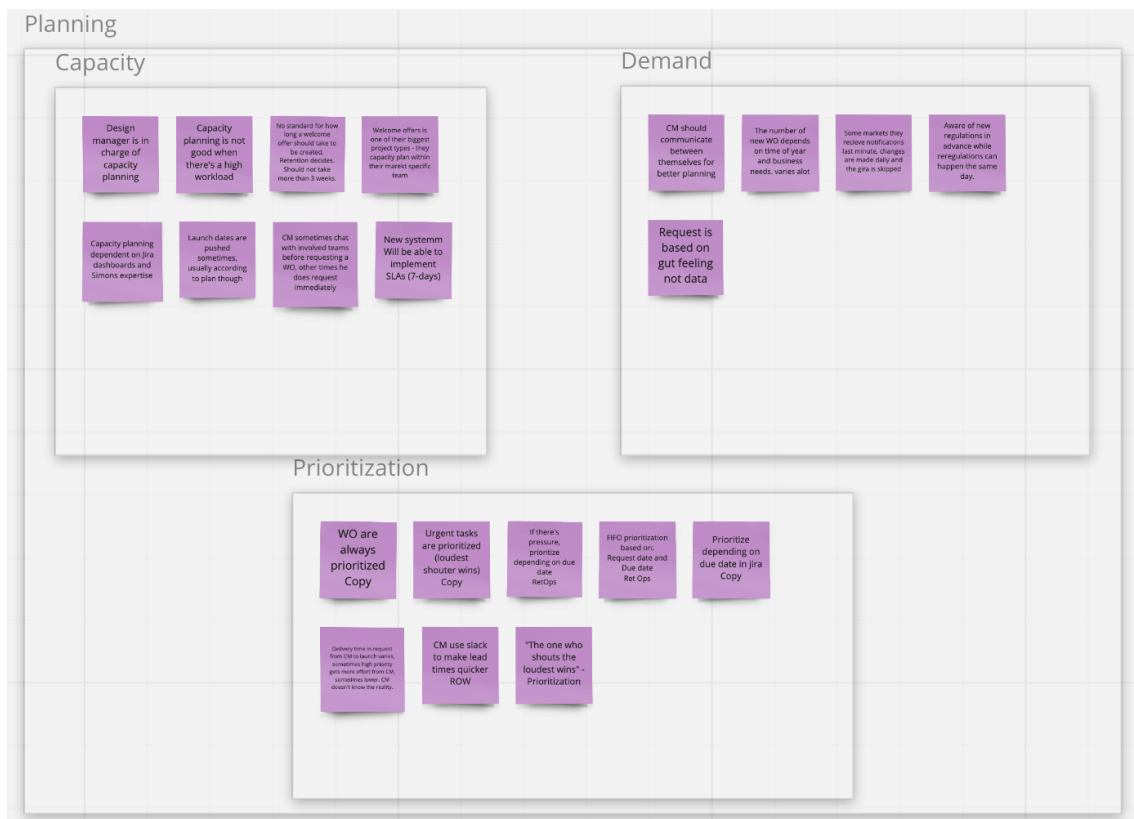 Planning
Capacity
Design
manager is in
charge of
capacity
planning
Capacity
planning is not
good when
there's a high
workload
No standard for how
long a welcome
offer should take to
be created.
Retention decides.
Should not take
more than 3 weeks.
Welcome offers is
one of their biggest
project types - they
capacity plan within
their marekt specific
team
Capacity planning
dependent on Jira
dashboards and
Simons expertise
Launch dates are
pushed
sometimes,
usually according
to plan though
CM sometimes chat
with involved teams
before requesting a
WO, other times he
does request
immediately
New systemm
Will be able to
implement
SLAs (7-days)
Demand
CM should
communicate
between
themselves for
better planning
The number of
new WO depends
on time of year
and business
needs. varies alot
Some markets they
recieve notifications
last minute, changes
are made daily and
the gira is skipped
Aware of new
regulations in
advance while
reregulations can
happen the same
day.
Request is
based on
gut feeling
not data
Prioritization
WO are
always
prioritized
Copy
Urgent tasks
are prioritized
(loudest
shouter wins)
Copy
If there's
pressure,
prioritize
depending on due
date
RetOps
FIFO prioritization
based on:
Request date and
Due date
Ret Ops
Prioritize
depending on
due date in jira
Copy
Delivery time in request
from CM to launch varies,
sometimes high priority
gets more effort from CM,
sometimes lower. CM
doesn't know the reality.
CM use slack
to make lead
times quicker
ROW
"The one who
shouts the
loudest wins" -
Prioritization